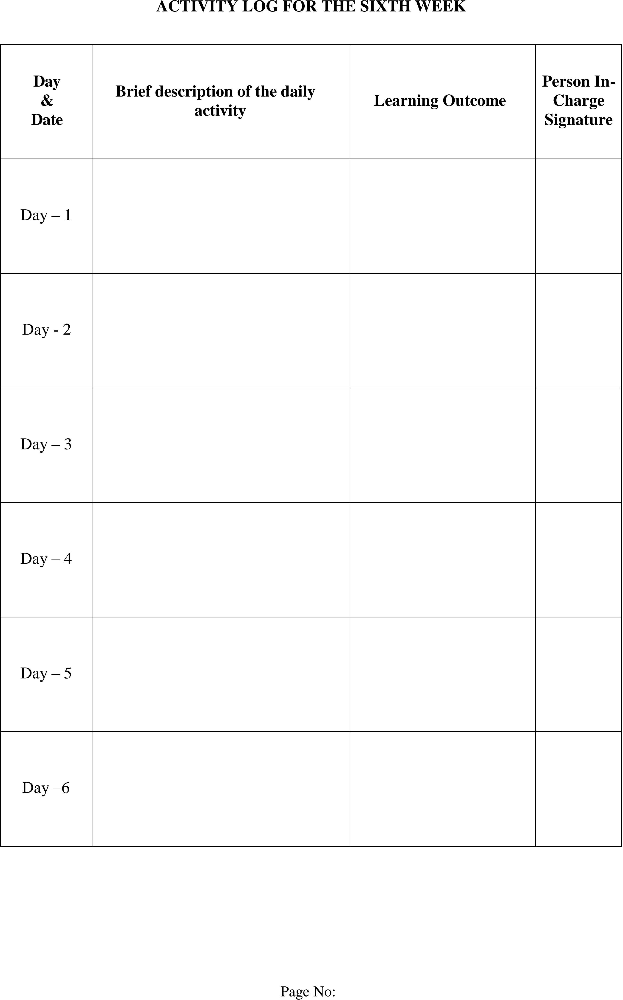 ACTIVITY LOG FOR THE SIXTH WEEK
Day
&
Date
Brief description of the daily
activity
Learning Outcome
Person In-
Charge
Signature
Day – 1
Day - 2
Day – 3
Day – 4
Day – 5
Day –6
Page No: